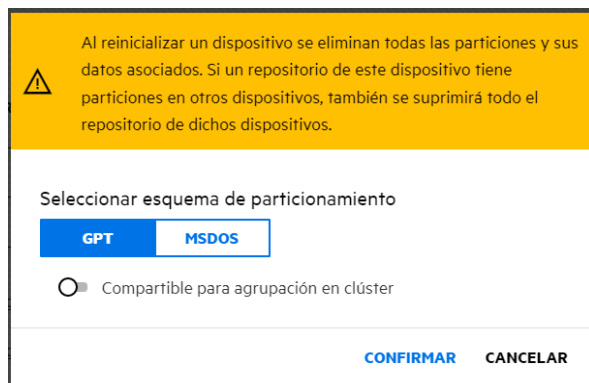 Al reinicializar un dispositivo se eliminan todas las particiones y sus
datos asociados. Si un repositorio de este dispositivo tiene
particiones en otros dispositivos, también se suprimirá todo el
repositorio de dichos dispositivos.
Seleccionar esquema de particionamiento
GPT MSDOS
Compartible para agrupación en clúster
CONFIRMAR CANCELAR